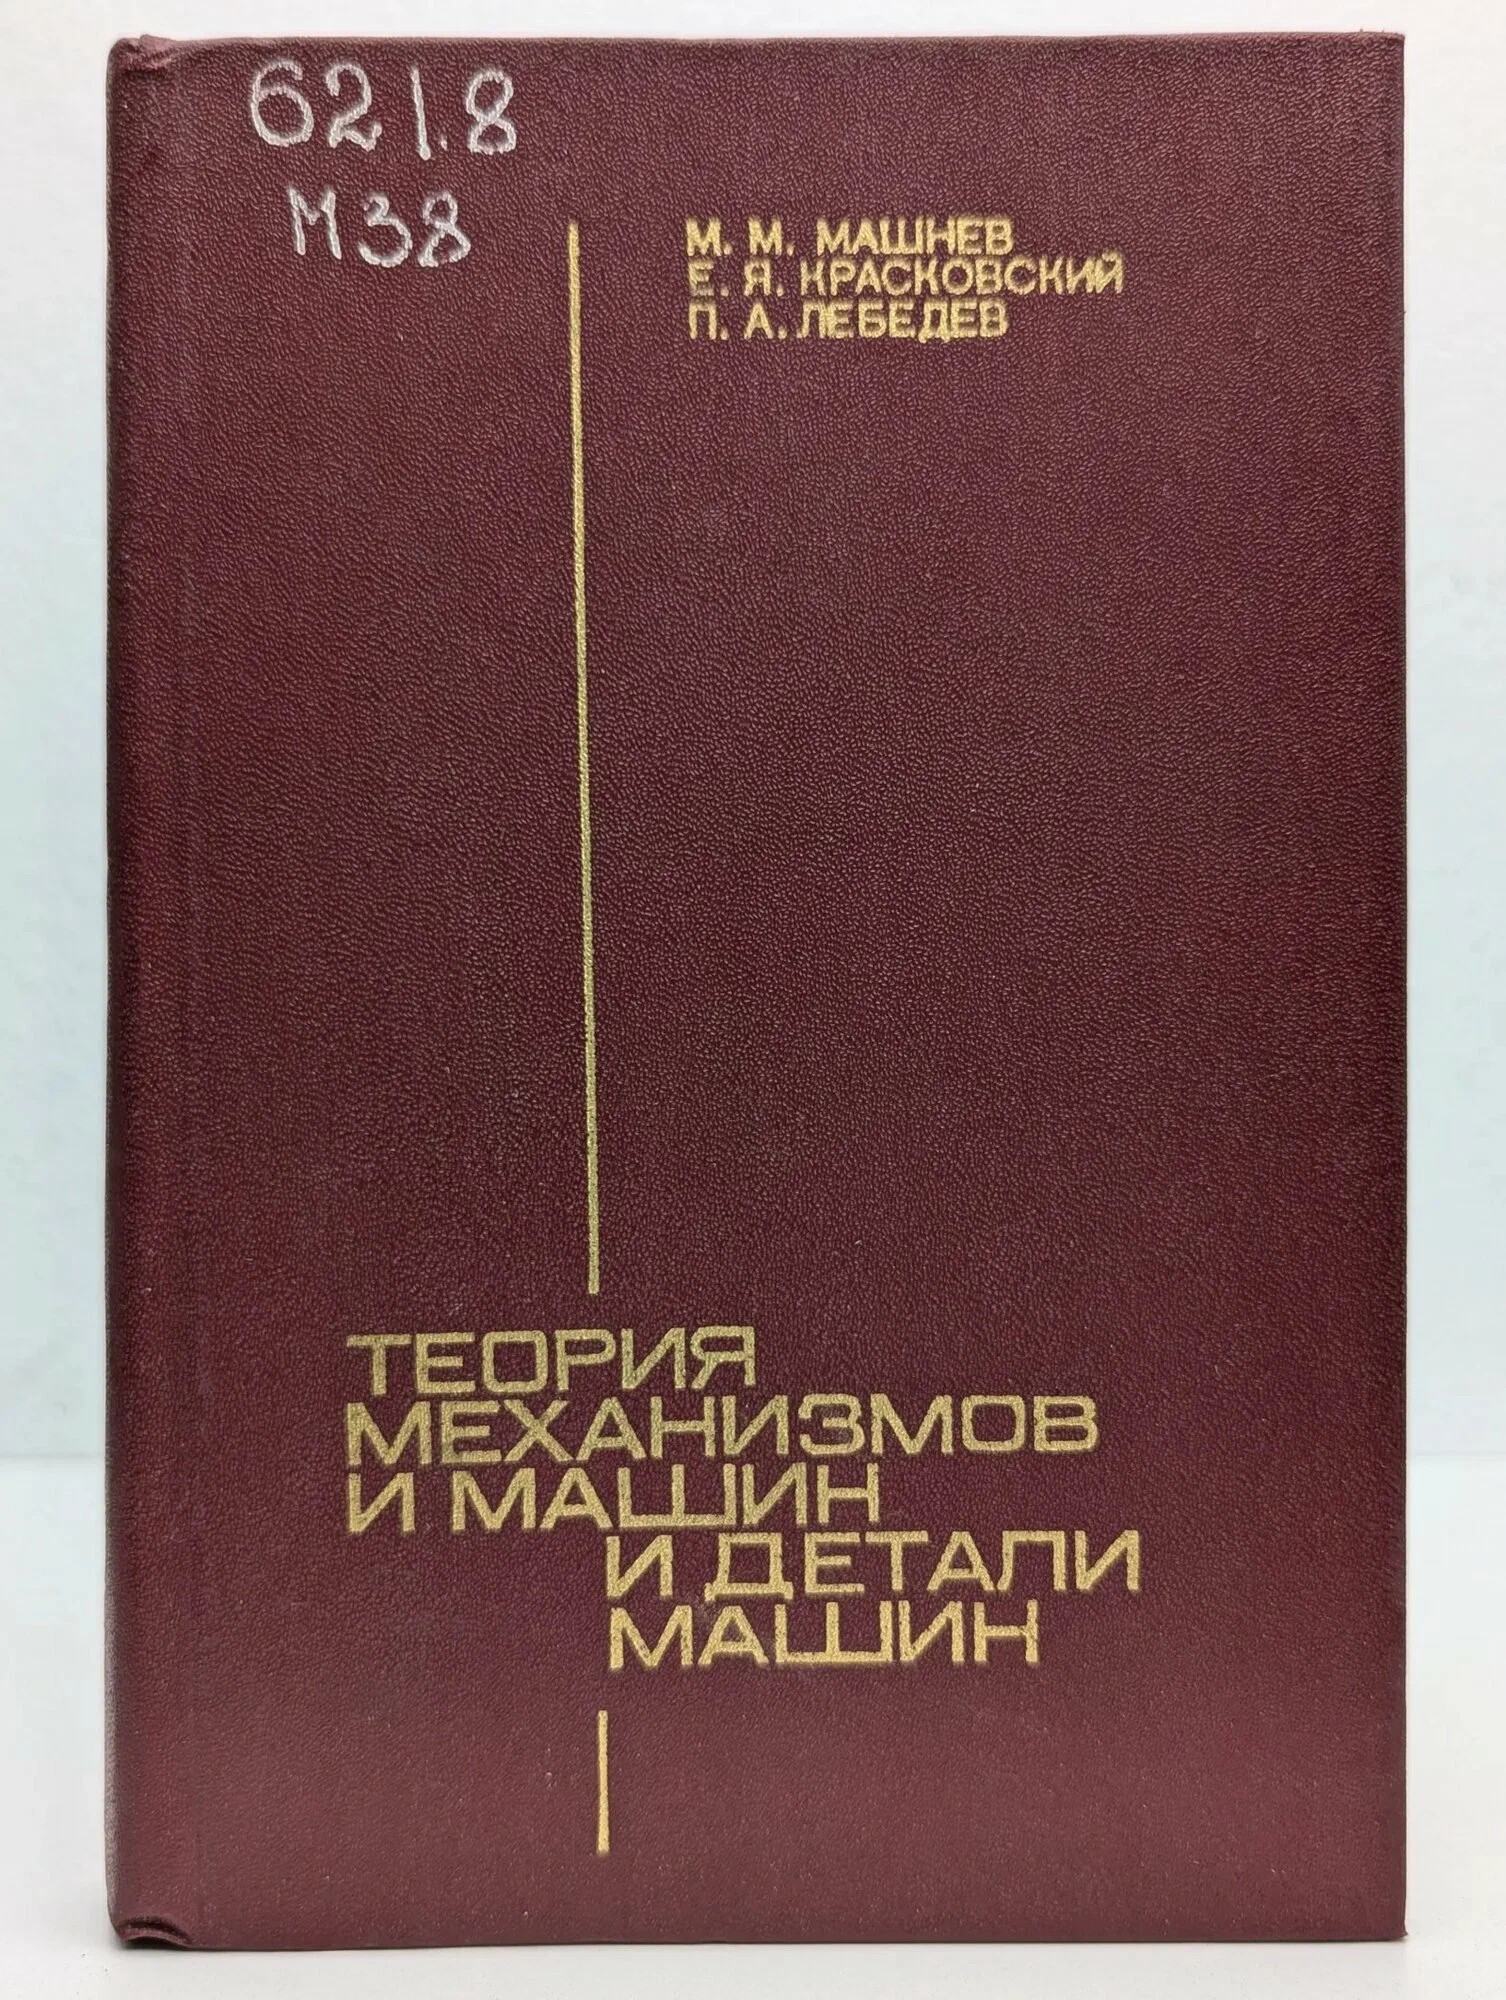 621.8
М38
М. М. МАШНЕВ
Е. Я. КРАСКОВСКИЙ
П. А. ЛЕБЕДЕВ
ТЕОРИЯ
МЕХАНИЗМОВ
И МАШИН
И ДЕТАЛИ
МАШИН